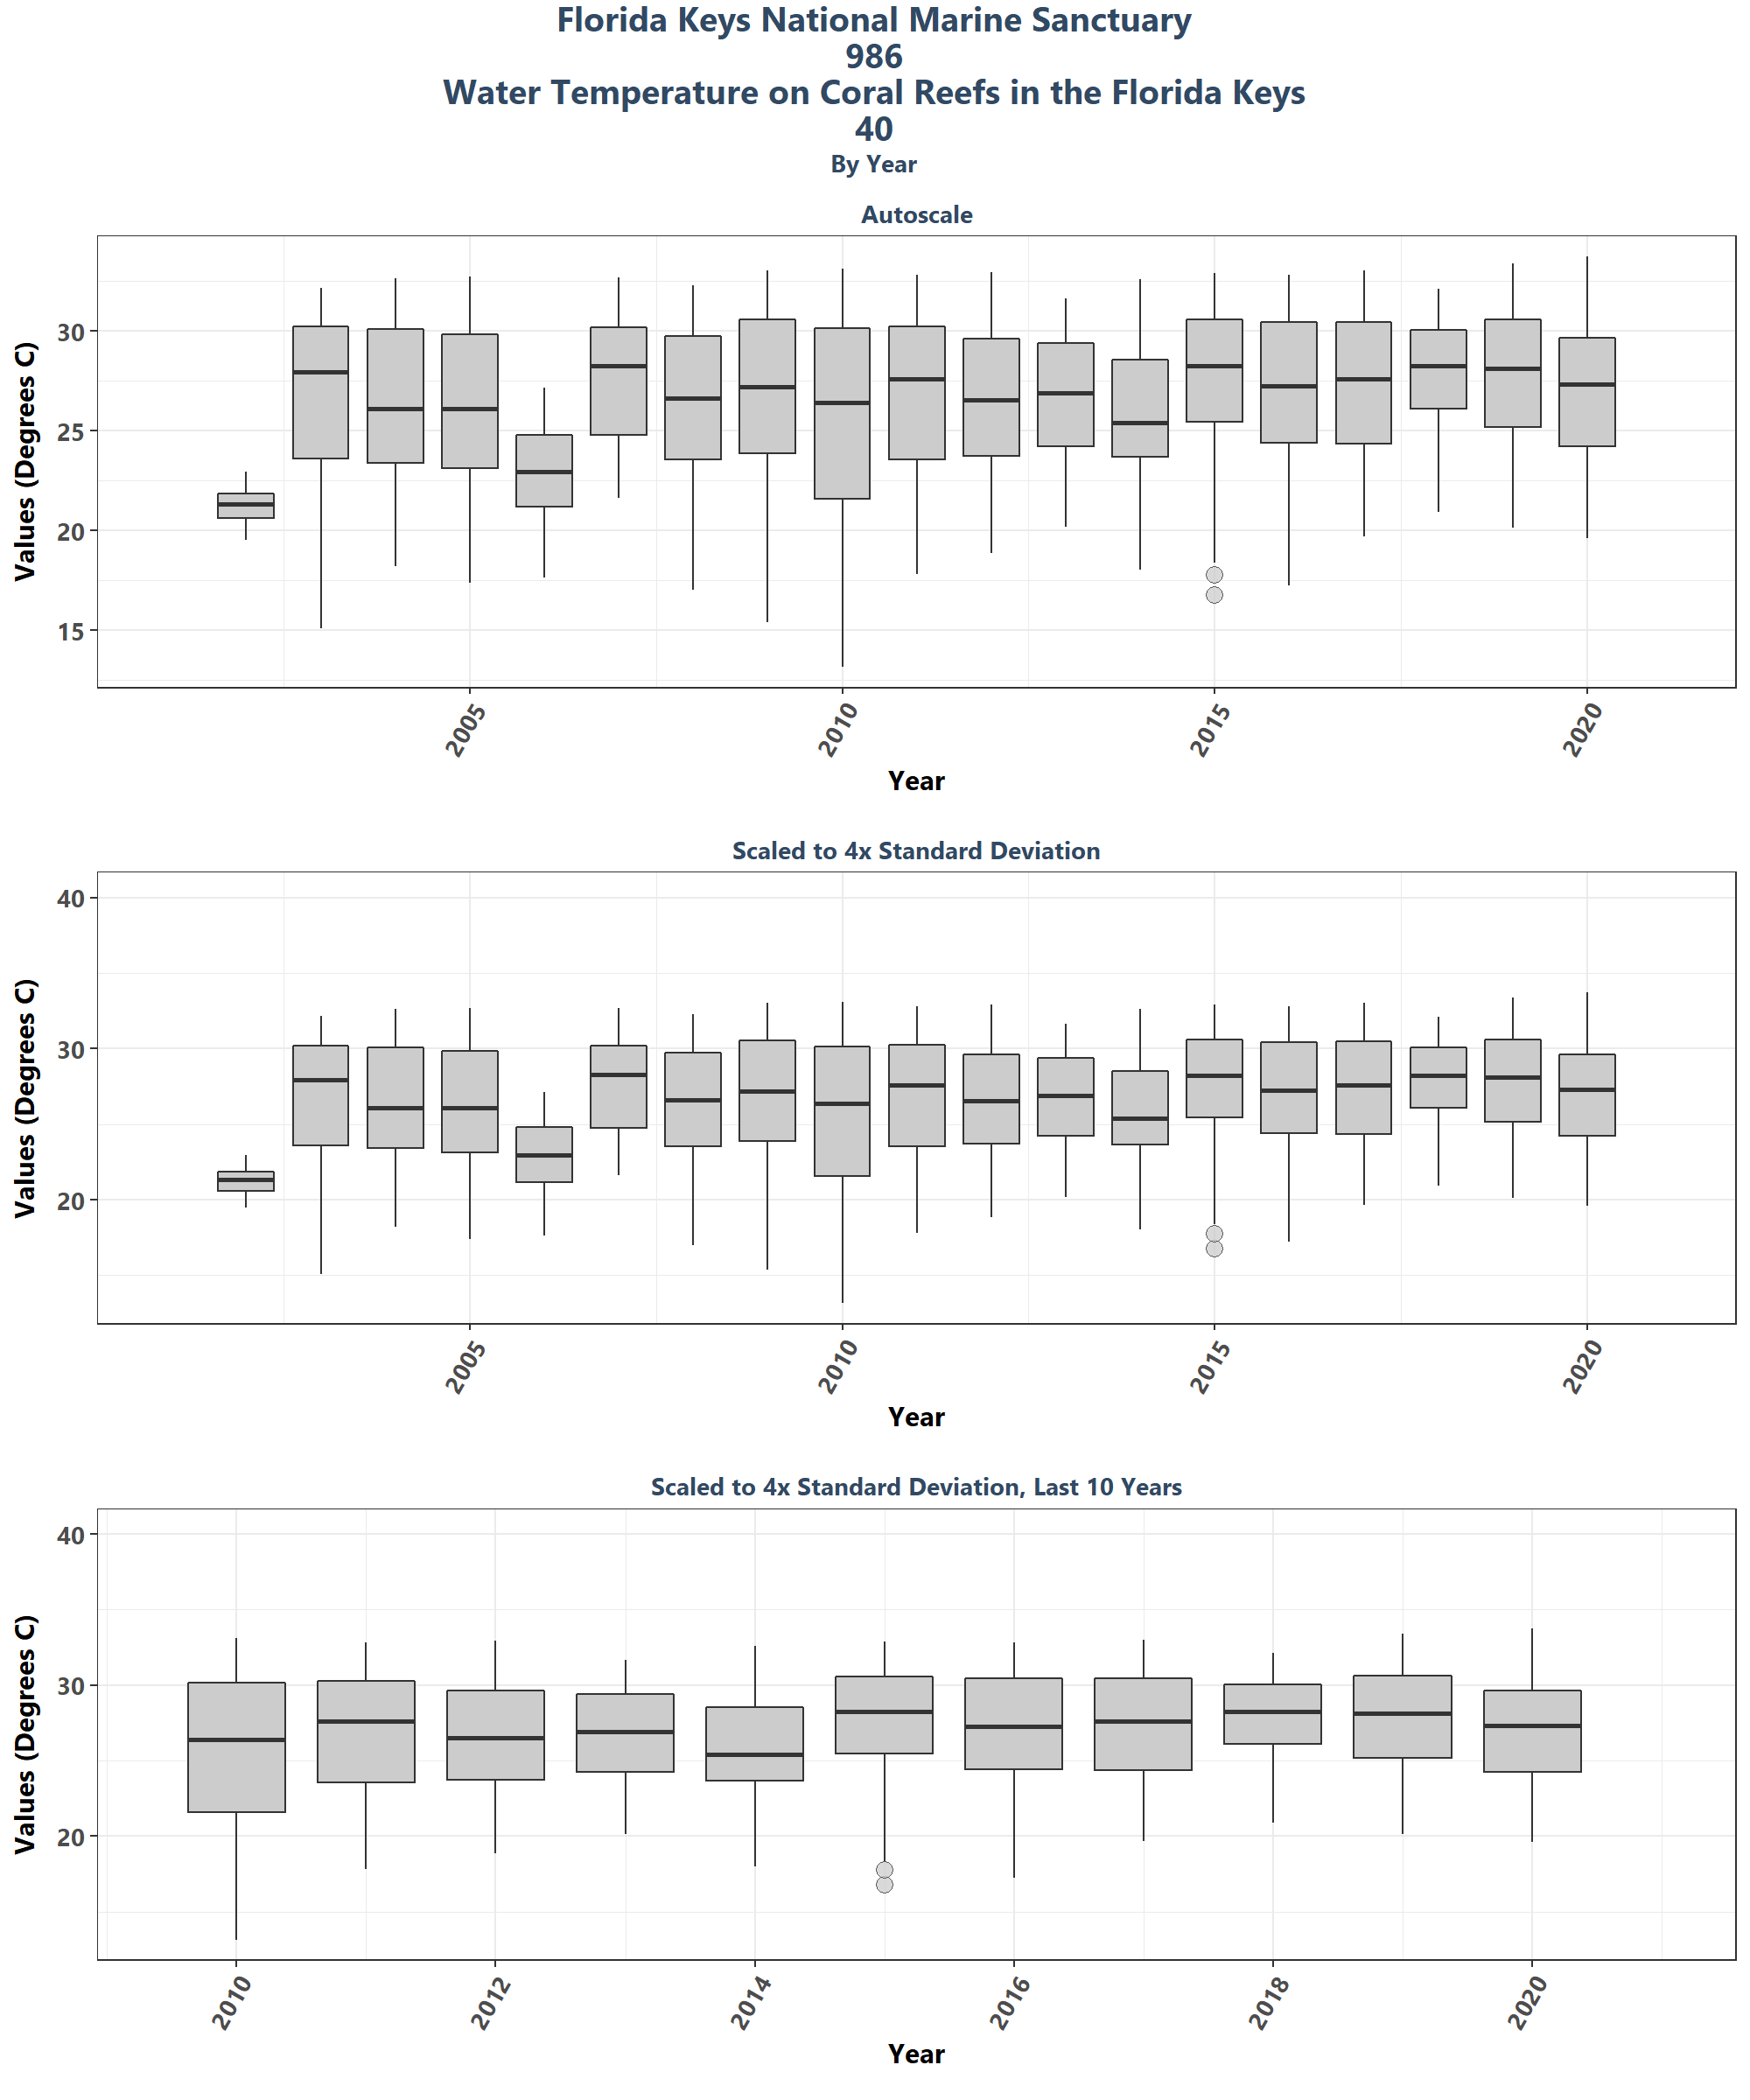 Florida Keys National Marine Sanctuary
986
Water Temperature on Coral Reefs in the Florida Keys
40
By Year
Autoscale
Values (Degrees C)
30
25
20
15
2005
2010
2015
2020
Year
Scaled to 4x Standard Deviation
Values (Degrees C)
40
30
20
2005
2010
2015
2020
Year
Scaled to 4x Standard Deviation, Last 10 Years
Values (Degrees C)
40
30
20
2010
2012
2014
2016
2018
2020
Year